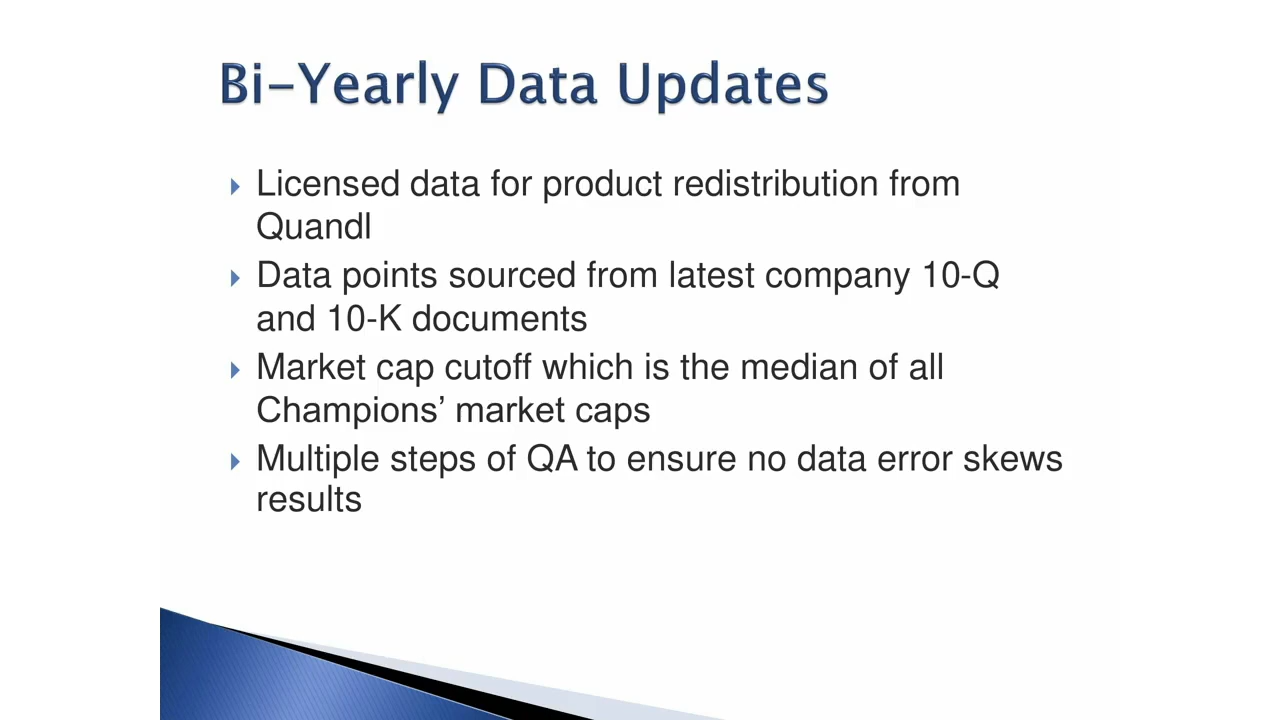 Bi-Yearly Data Updates
Licensed data for product redistribution from
Quandl
Data points sourced from latest company 10-Q
and 10-K documents
Market cap cutoff which is the median of all
Champions’ market caps
Multiple steps of QA to ensure no data error skews
results